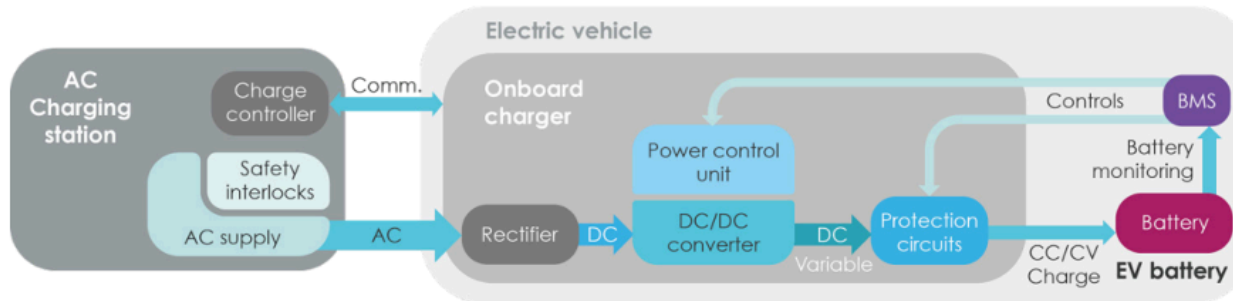 Electric vehicle
AC
Charging
station
Charge
controller
Comm.
Onboard
charger
Controls
BMS
Safety
interlocks
Power control
unit
Battery
monitoring
AC supply
AC
Rectifier
DC
DC/DC
converter
DC
Variable
Protection
circuits
CC/CV
Charge
Battery
EV battery